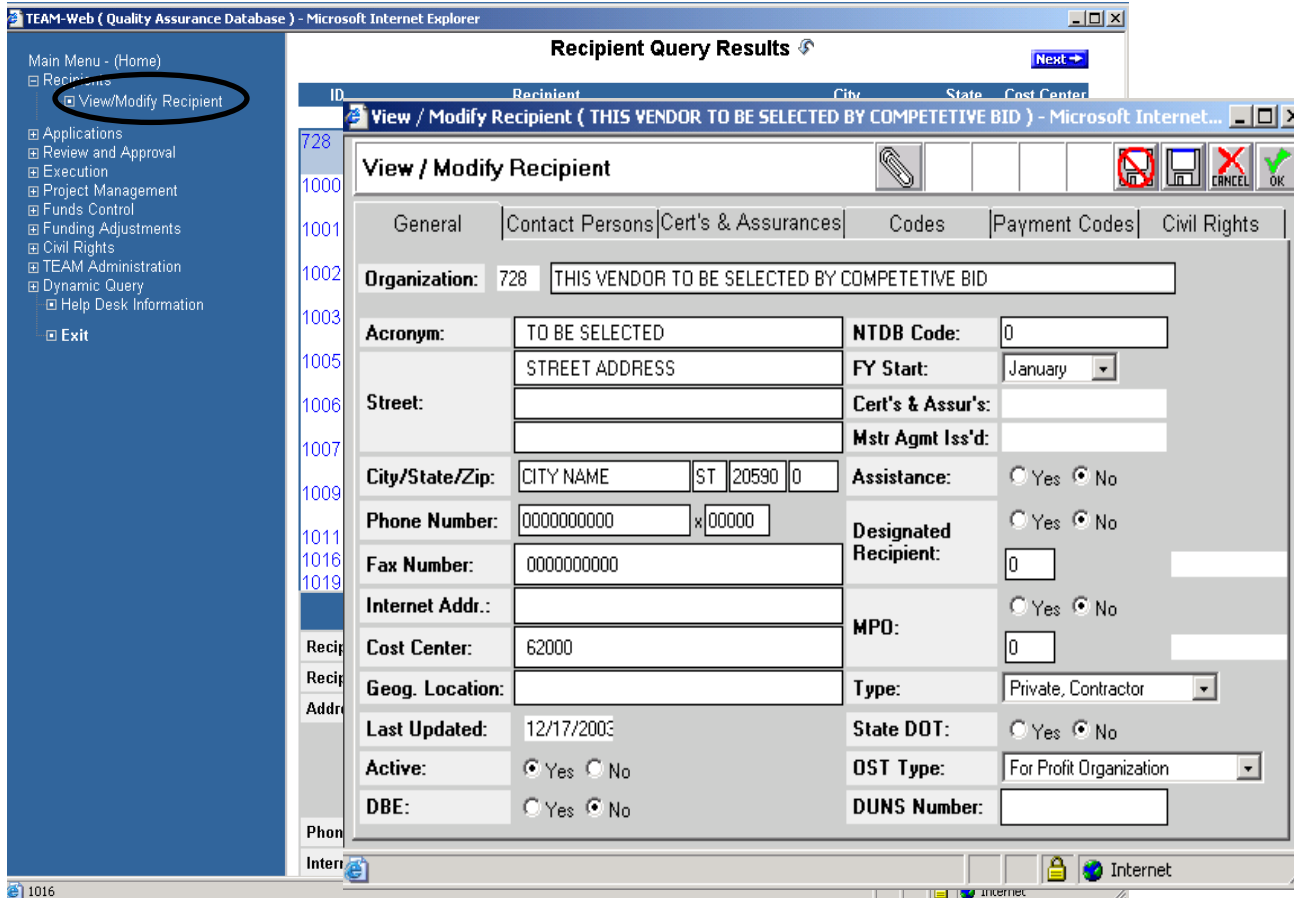 TEAM-Web ( Quality Assurance Database ) - Microsoft Internet Explorer
Main Menu - (Home)
Recipients
View/Modify Recipient
Applications
Review and Approval
Execution
Project Management
Funds Control
Funding Adjustments
Civil Rights
TEAM Administration
Dynamic Query
Help Desk Information
Exit
Recipient Query Results
Next
ID Recipient City State Cost Center
728
1000
1001
1002
1003
1005
1006
1007
1009
1011
1016
1019
Recip
Recip
Addre
Phon
Intern
View / Modify Recipient ( THIS VENDOR TO BE SELECTED BY COMPETETIVE BID ) - Microsoft Internet...
View / Modify Recipient
CANCEL OK
General Contact Persons Cert's & Assurances Codes Payment Codes Civil Rights
Organization: 728 THIS VENDOR TO BE SELECTED BY COMPETETIVE BID
Acronym: TO BE SELECTED NTDB Code: 0
STREET ADDRESS FY Start: January
Street: Cert's & Assur's:
Mstr Agmt Iss'd:
City/State/Zip: CITY NAME ST 20590 0 Assistance: Yes No
Phone Number: 0000000000 x 00000 Designated Recipient: Yes No
Fax Number: 0000000000 0
Internet Addr.: MPO: Yes No
Cost Center: 62000 0
Geog. Location: Type: Private, Contractor
Last Updated: 12/17/2003 State DOT: Yes No
Active: Yes No OST Type: For Profit Organization
DBE: Yes No DUNS Number:
Internet
1016 Internet